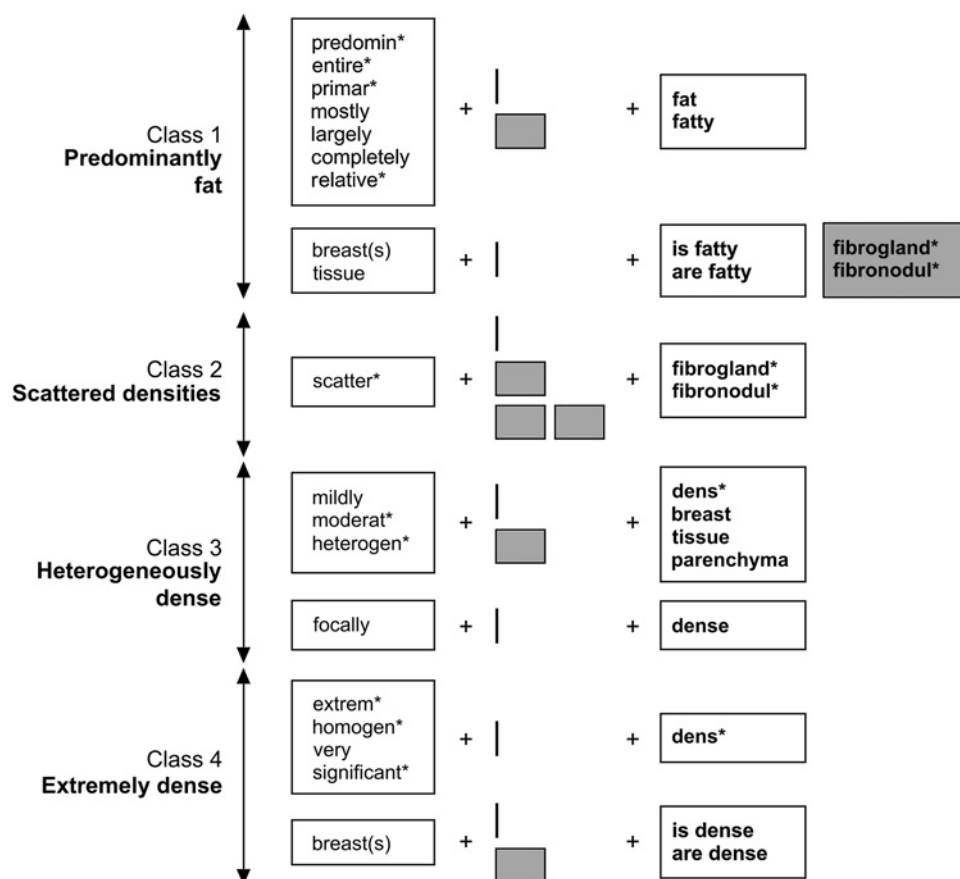 Class 1
Predominantly
fat
predomin*
entire*
primar*
mostly
largely
completely
relative*
+
+
fat
fatty
breast(s)
tissue
+
+
is fatty
are fatty
fibrogland*
fibronodul*
Class 2
Scattered densities
scatter*
+
+
fibrogland*
fibronodul*
Class 3
Heterogeneously
dense
mildly
moderat*
heterogen*
+
+
dens*
breast
tissue
parenchyma
focally
+
+
dense
Class 4
Extremely dense
extrem*
homogen*
very
significant*
+
+
dens*
breast(s)
+
+
is dense
are dense